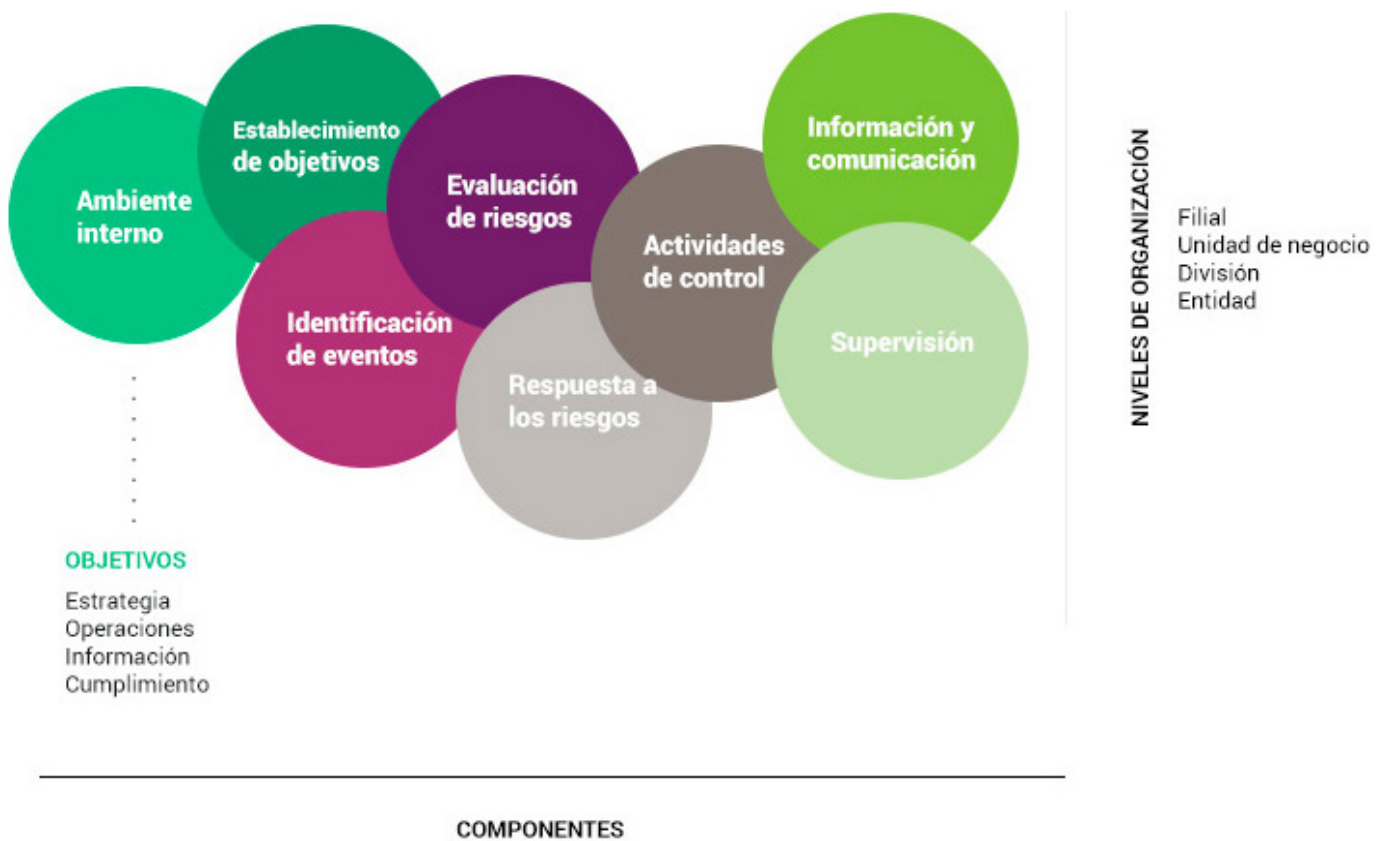 Ambiente
interno
Establecimiento
de objetivos
Identificación
de eventos
Evaluación
de riesgos
Respuesta a
los riesgos
Actividades
de control
Información y
comunicación
Supervisión
OBJETIVOS
Estrategia
Operaciones
Información
Cumplimiento
COMPONENTES
NIVELES DE ORGANIZACIÓN
Filial
Unidad de negocio
División
Entidad